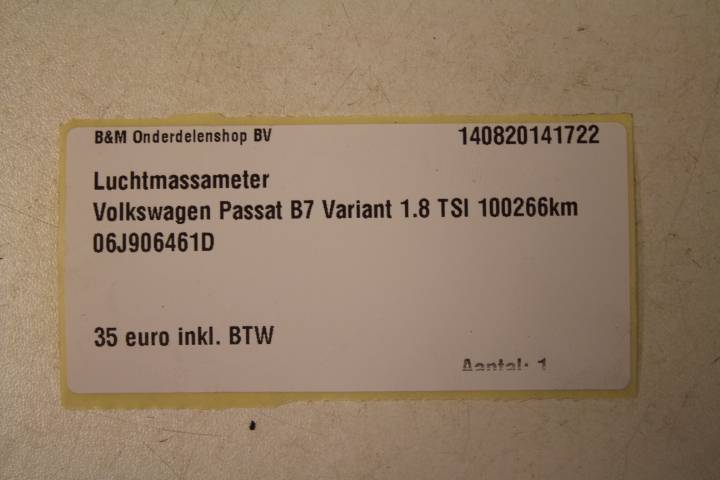 B&M Onderdelenshop BV 140820141722
Luchtmassameter
Volkswagen Passat B7 Variant 1.8 TSI 100266km
06J906461D
35 euro inkl. BTW
Aantal: 1